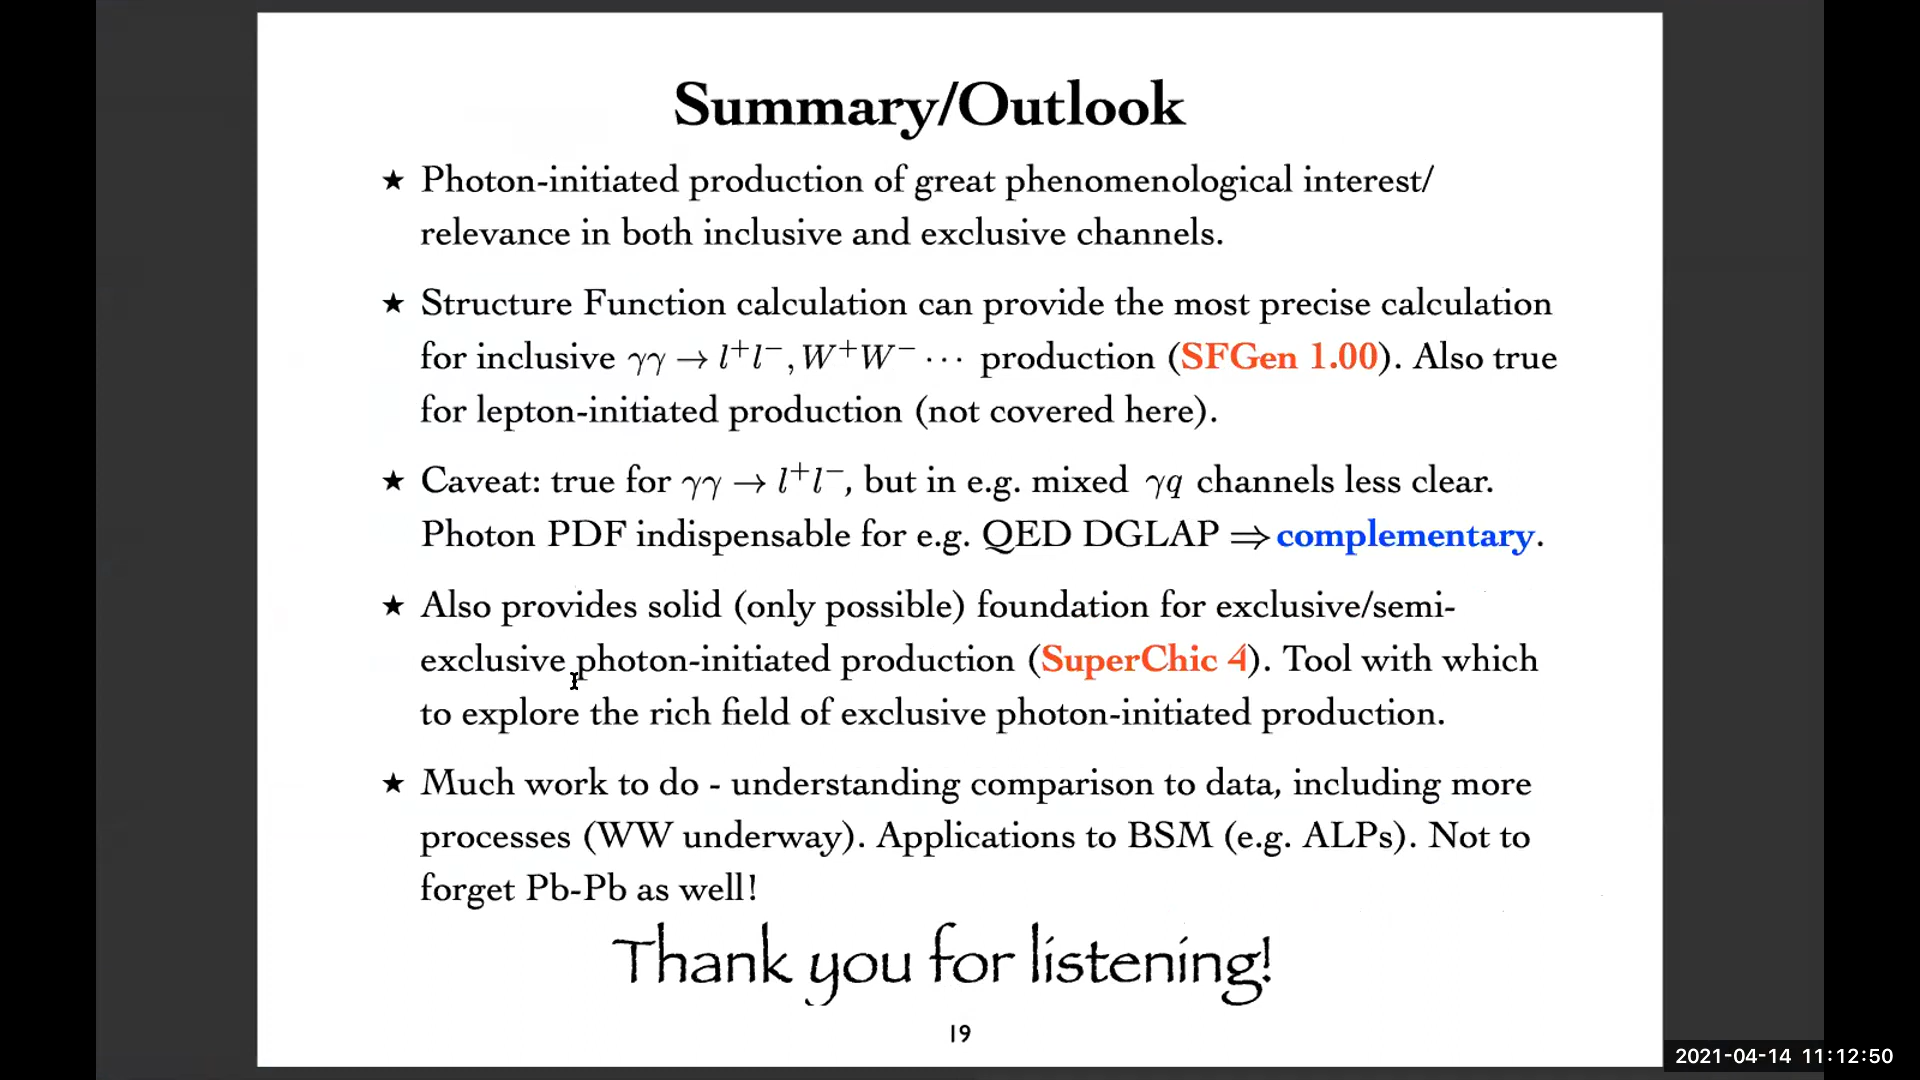 Summary/Outlook
★ Photon-initiated production of great phenomenological interest/
relevance in both inclusive and exclusive channels.
★ Structure Function calculation can provide the most precise calculation
for inclusive γγ → l⁺l⁻, W⁺W⁻ ⋯ production (SFGen 1.00). Also true
for lepton-initiated production (not covered here).
★ Caveat: true for γγ → l⁺l⁻, but in e.g. mixed γq channels less clear.
Photon PDF indispensable for e.g. QED DGLAP ⇒ complementary.
★ Also provides solid (only possible) foundation for exclusive/semi-
exclusive photon-initiated production (SuperChic 4). Tool with which
to explore the rich field of exclusive photon-initiated production.
★ Much work to do - understanding comparison to data, including more
processes (WW underway). Applications to BSM (e.g. ALPs). Not to
forget Pb-Pb as well!
Thank you for listening!
19
2021-04-14 11:12:50